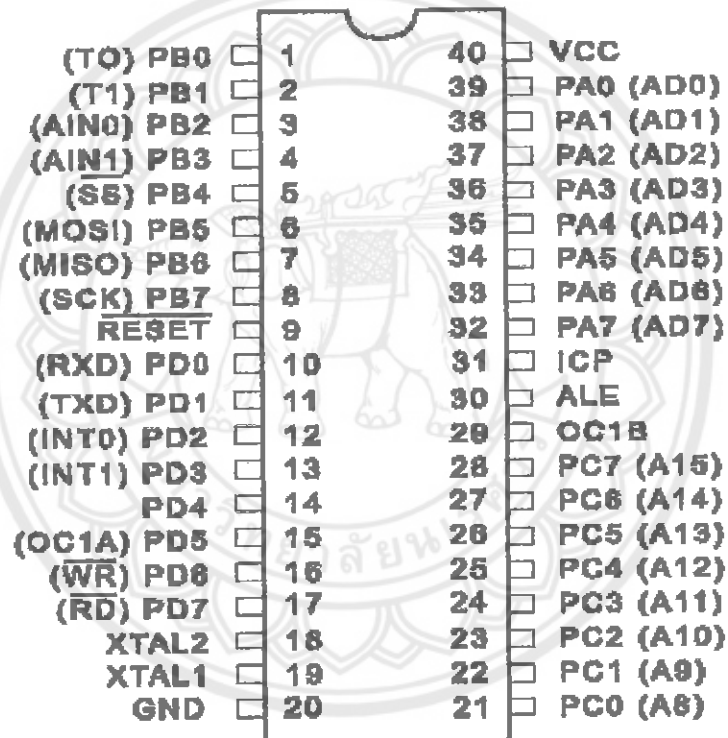 (T0) PB0 1 40 VCC
(T1) PB1 2 39 PA0 (AD0)
(AIN0) PB2 3 38 PA1 (AD1)
(AIN1) PB3 4 37 PA2 (AD2)
(SS) PB4 5 36 PA3 (AD3)
(MOSI) PB5 6 35 PA4 (AD4)
(MISO) PB6 7 34 PA5 (AD5)
(SCK) PB7 8 33 PA6 (AD6)
RESET 9 32 PA7 (AD7)
(RXD) PD0 10 31 ICP
(TXD) PD1 11 30 ALE
(INT0) PD2 12 29 OC1B
(INT1) PD3 13 28 PC7 (A15)
PD4 14 27 PC6 (A14)
(OC1A) PD5 15 26 PC5 (A13)
(WR) PD6 16 25 PC4 (A12)
(RD) PD7 17 24 PC3 (A11)
XTAL2 18 23 PC2 (A10)
XTAL1 19 22 PC1 (A9)
GND 20 21 PC0 (A8)